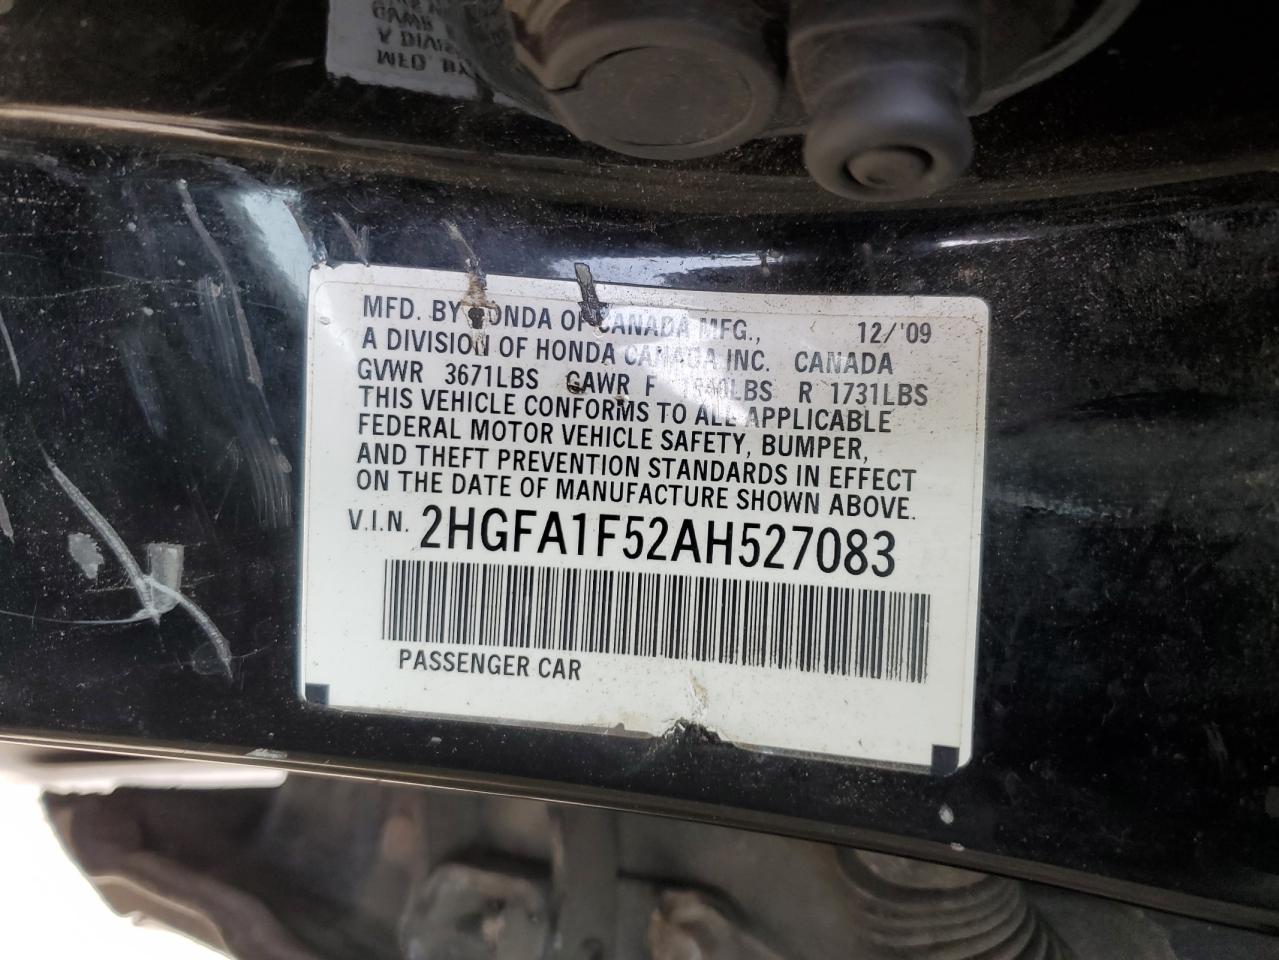 MFD. BY HONDA OF CANADA MFG., 12/'09
A DIVISION OF HONDA CANADA INC. CANADA
GVWR 3671LBS GAWR F LBS R 1731LBS
THIS VEHICLE CONFORMS TO ALL APPLICABLE
FEDERAL MOTOR VEHICLE SAFETY, BUMPER,
AND THEFT PREVENTION STANDARDS IN EFFECT
ON THE DATE OF MANUFACTURE SHOWN ABOVE.
V.I.N. 2HGFA1F52AH527083
PASSENGER CAR